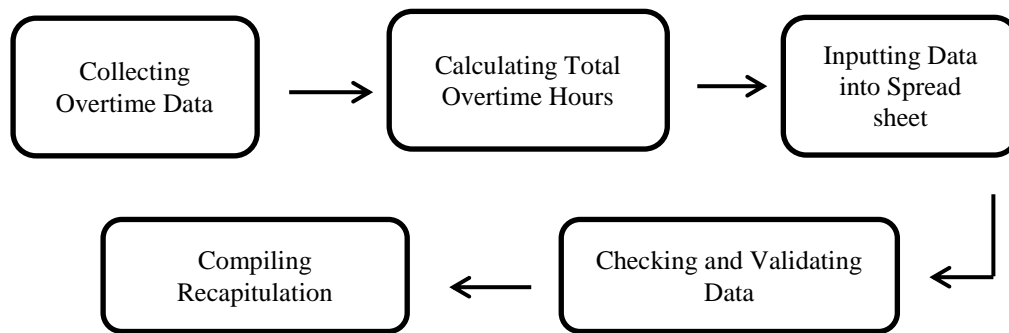 Collecting
Overtime Data
Calculating Total
Overtime Hours
Inputting Data
into Spread
sheet
Checking and Validating
Data
Compiling
Recapitulation